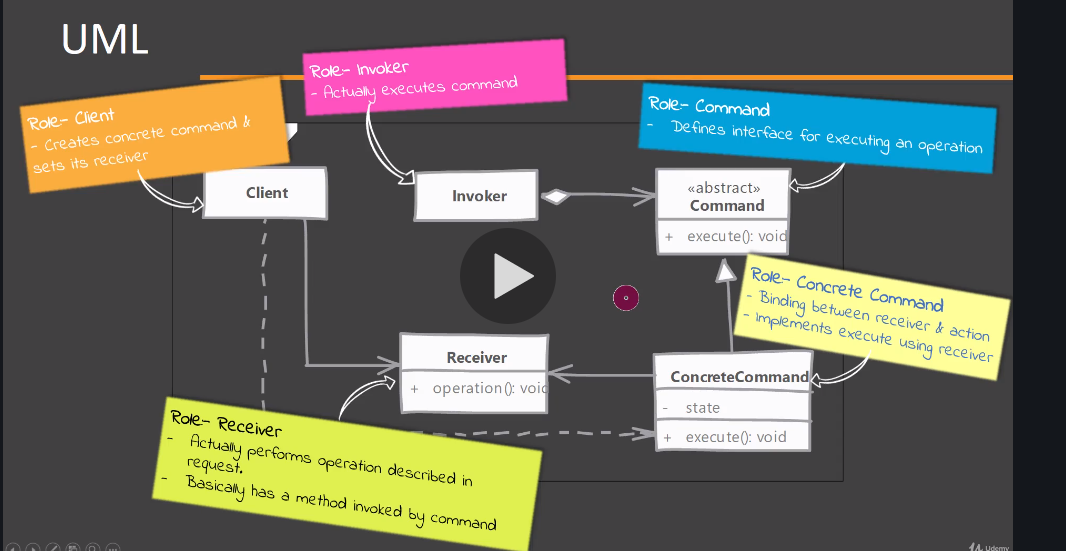 UML
Role- Client
- Creates concrete command &
sets its receiver
Role- Invoker
- Actually executes command
Role- Command
- Defines interface for executing an operation
Client
Invoker
«abstract»
Command
+ execute(): void
Role- Concrete Command
- Binding between receiver & action
- Implements execute using receiver
Receiver
+ operation(): void
ConcreteCommand
- state
+ execute(): void
Role- Receiver
- Actually performs operation described in
request.
- Basically has a method invoked by command
Udemy